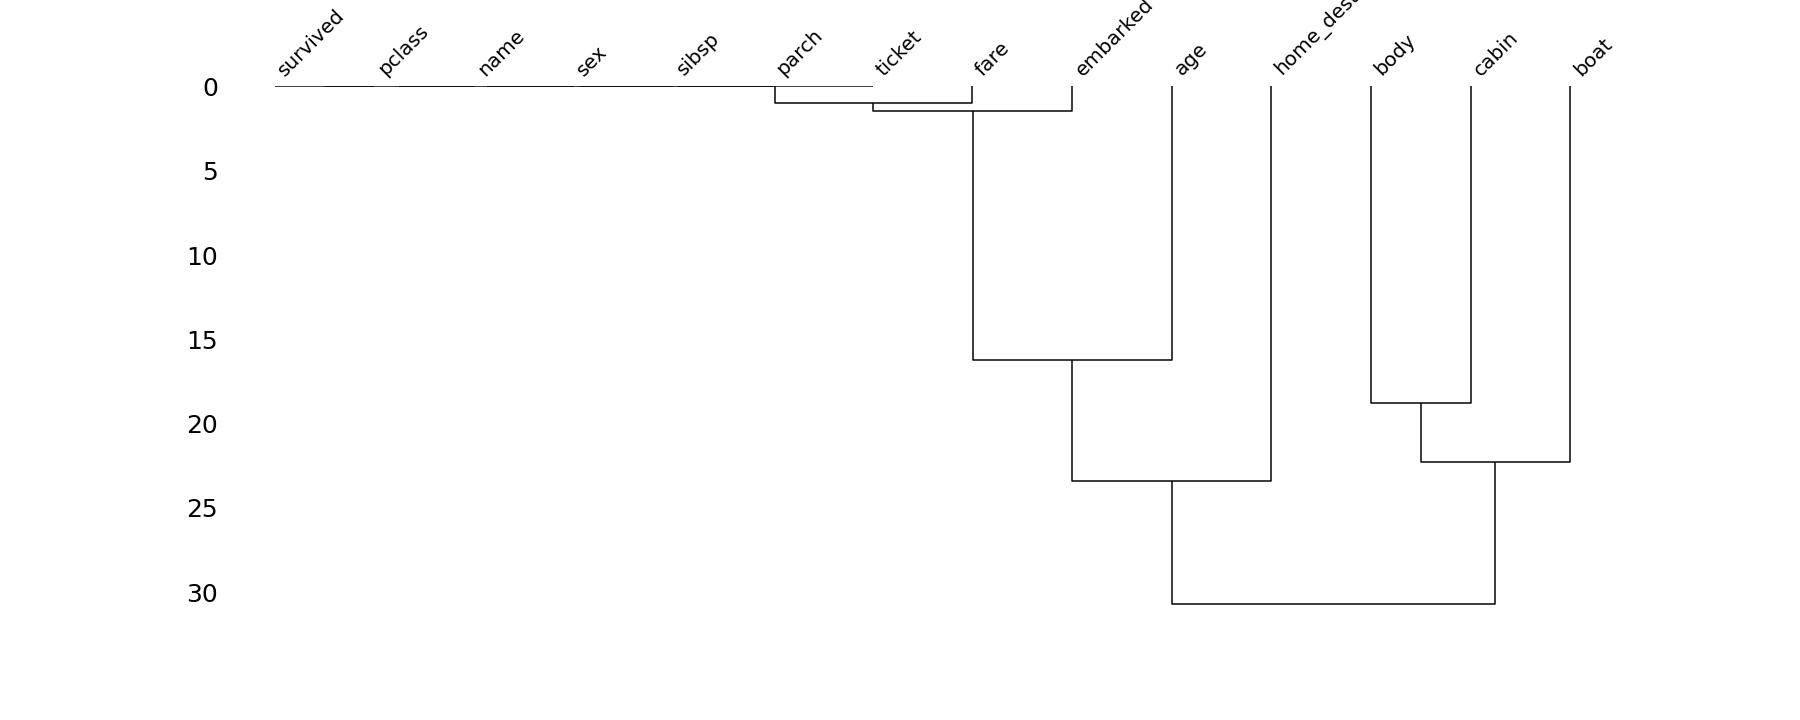 survived
pclass
name
sex
sibsp
parch
ticket
fare
embarked
age
home_dest
body
cabin
boat
0
5
10
15
20
25
30